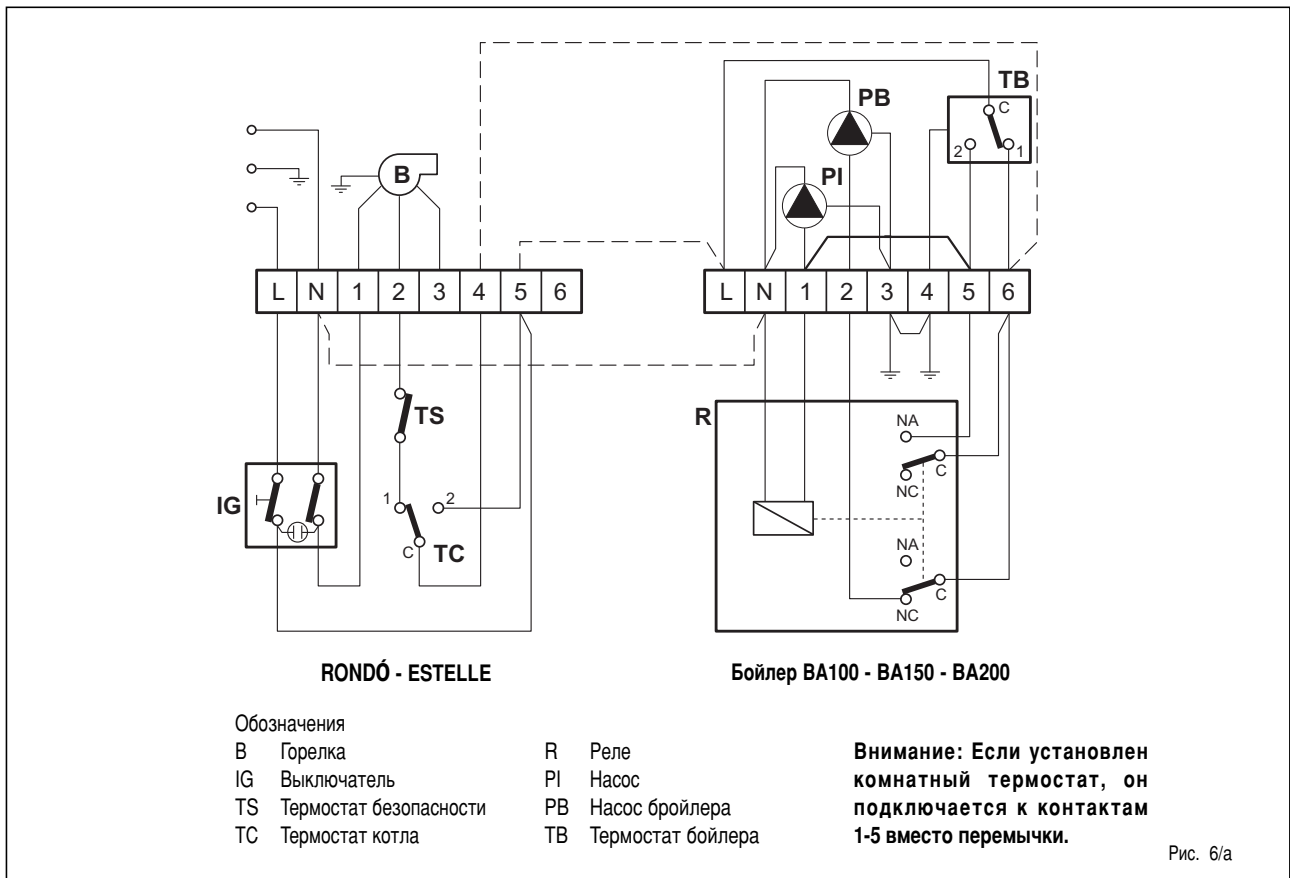 TB
C
2
1
PB
PI
B
L N 1 2 3 4 5 6
L N 1 2 3 4 5 6
TS
IG
1
2
C
TC
R
NA
C
NC
NA
C
NC
RONDÓ - ESTELLE
Бойлер BA100 - BA150 - BA200
Обозначения
B Горелка
IG Выключатель
TS Термостат безопасности
TC Термостат котла
R Реле
PI Насос
PB Насос бройлера
TB Термостат бойлера
Внимание: Если установлен
комнатный термостат, он
подключается к контактам
1-5 вместо перемычки.
Рис. 6/a